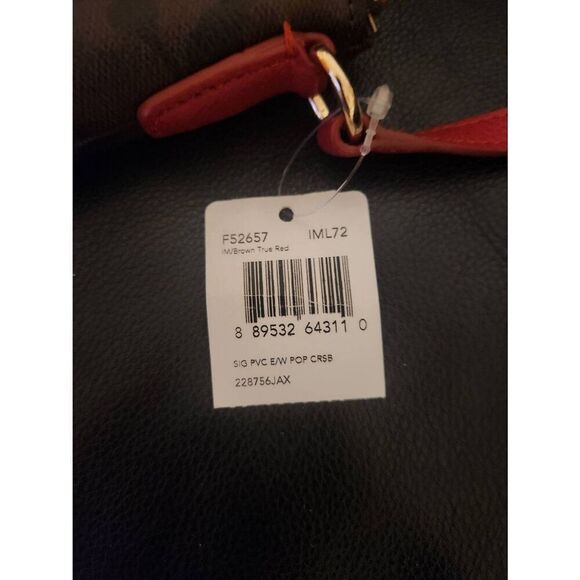 F52657 IML72
IM/Brown True Red
8 89532 64311 0
SIG PVC E/W POP CRSB
228756JAX